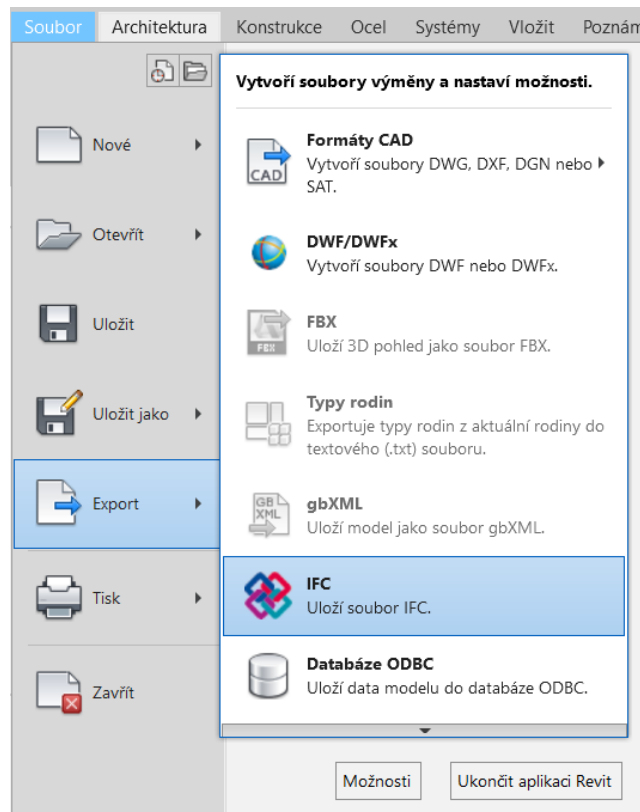 Soubor Architektura Konstrukce Ocel Systémy Vložit
Vytvoří soubory výměny a nastaví možnosti.
Nové
Otevřít
Uložit
Uložit jako
Export
Tisk
Zavřít
Formáty CAD
Vytvoří soubory DWG, DXF, DGN nebo
SAT.
CAD
DWF/DWFx
Vytvoří soubory DWF nebo DWFx.
FBX
Uloží 3D pohled jako soubor FBX.
FBX
Typy rodin
Exportuje typy rodin z aktuální rodiny do
textového (.txt) souboru.
GB
XML
gbXML
Uloží model jako soubor gbXML.
IFC
Uloží soubor IFC.
Databáze ODBC
Uloží data modelu do databáze ODBC.
Možnosti
Ukončit aplikaci Revit